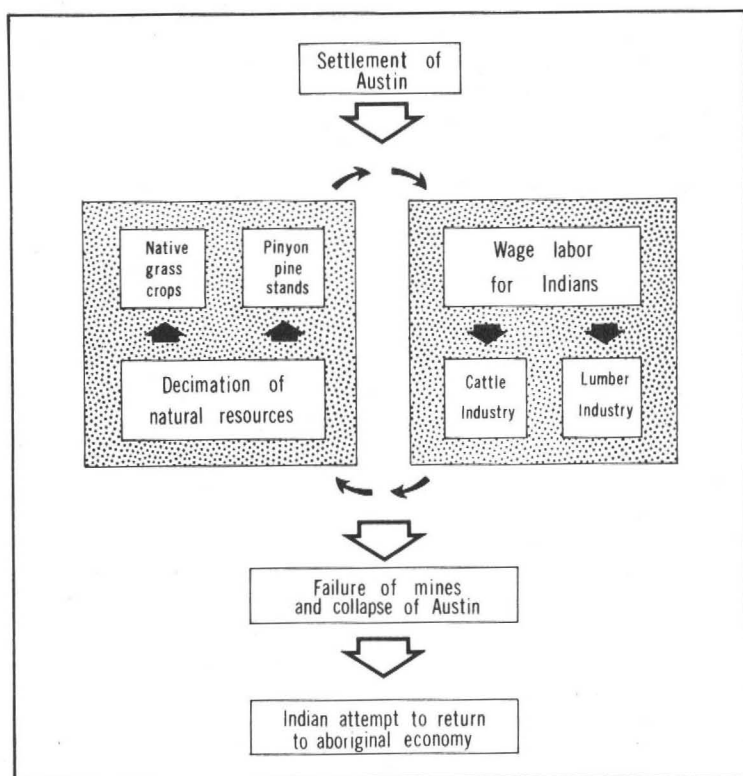 Settlement of
Austin
Native
grass
crops
Pinyon
pine
stands
Decimation of
natural resources
Wage labor
for Indians
Cattle
Industry
Lumber
Industry
Failure of mines
and collapse of Austin
Indian attempt to return
to aboriginal economy